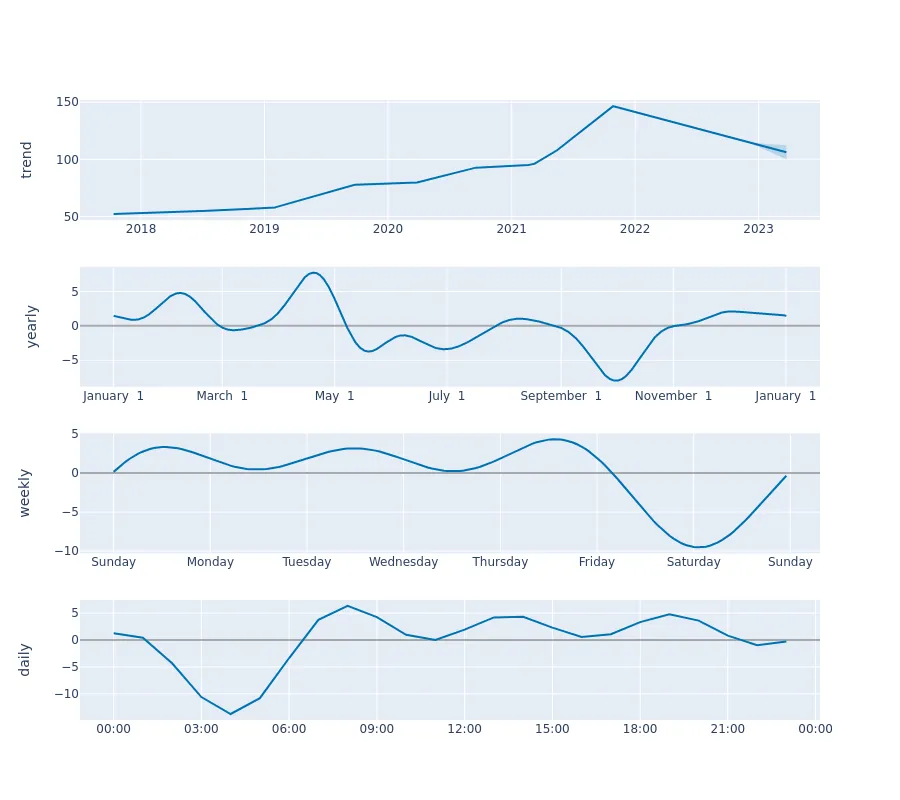 150
100
50
trend
2018 2019 2020 2021 2022 2023
5
0
−5
yearly
January 1 March 1 May 1 July 1 September 1 November 1 January 1
5
0
−5
−10
weekly
Sunday Monday Tuesday Wednesday Thursday Friday Saturday Sunday
5
0
−5
−10
daily
00:00 03:00 06:00 09:00 12:00 15:00 18:00 21:00 00:00